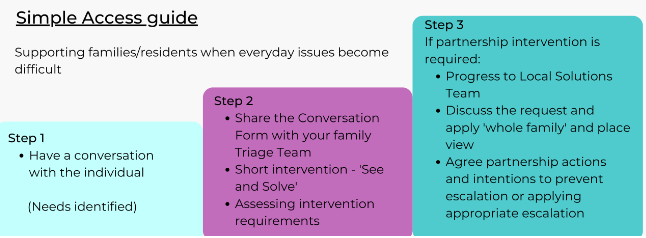 Simple Access guide
Supporting families/residents when everyday issues become
difficult
Step 1
• Have a conversation
with the individual
(Needs identified)
Step 2
• Share the Conversation
Form with your family
Triage Team
• Short intervention - 'See
and Solve'
• Assessing intervention
requirements
Step 3
If partnership intervention is
required:
• Progress to Local Solutions
Team
• Discuss the request and
apply 'whole family' and place
view
• Agree partnership actions
and intentions to prevent
escalation or applying
appropriate escalation